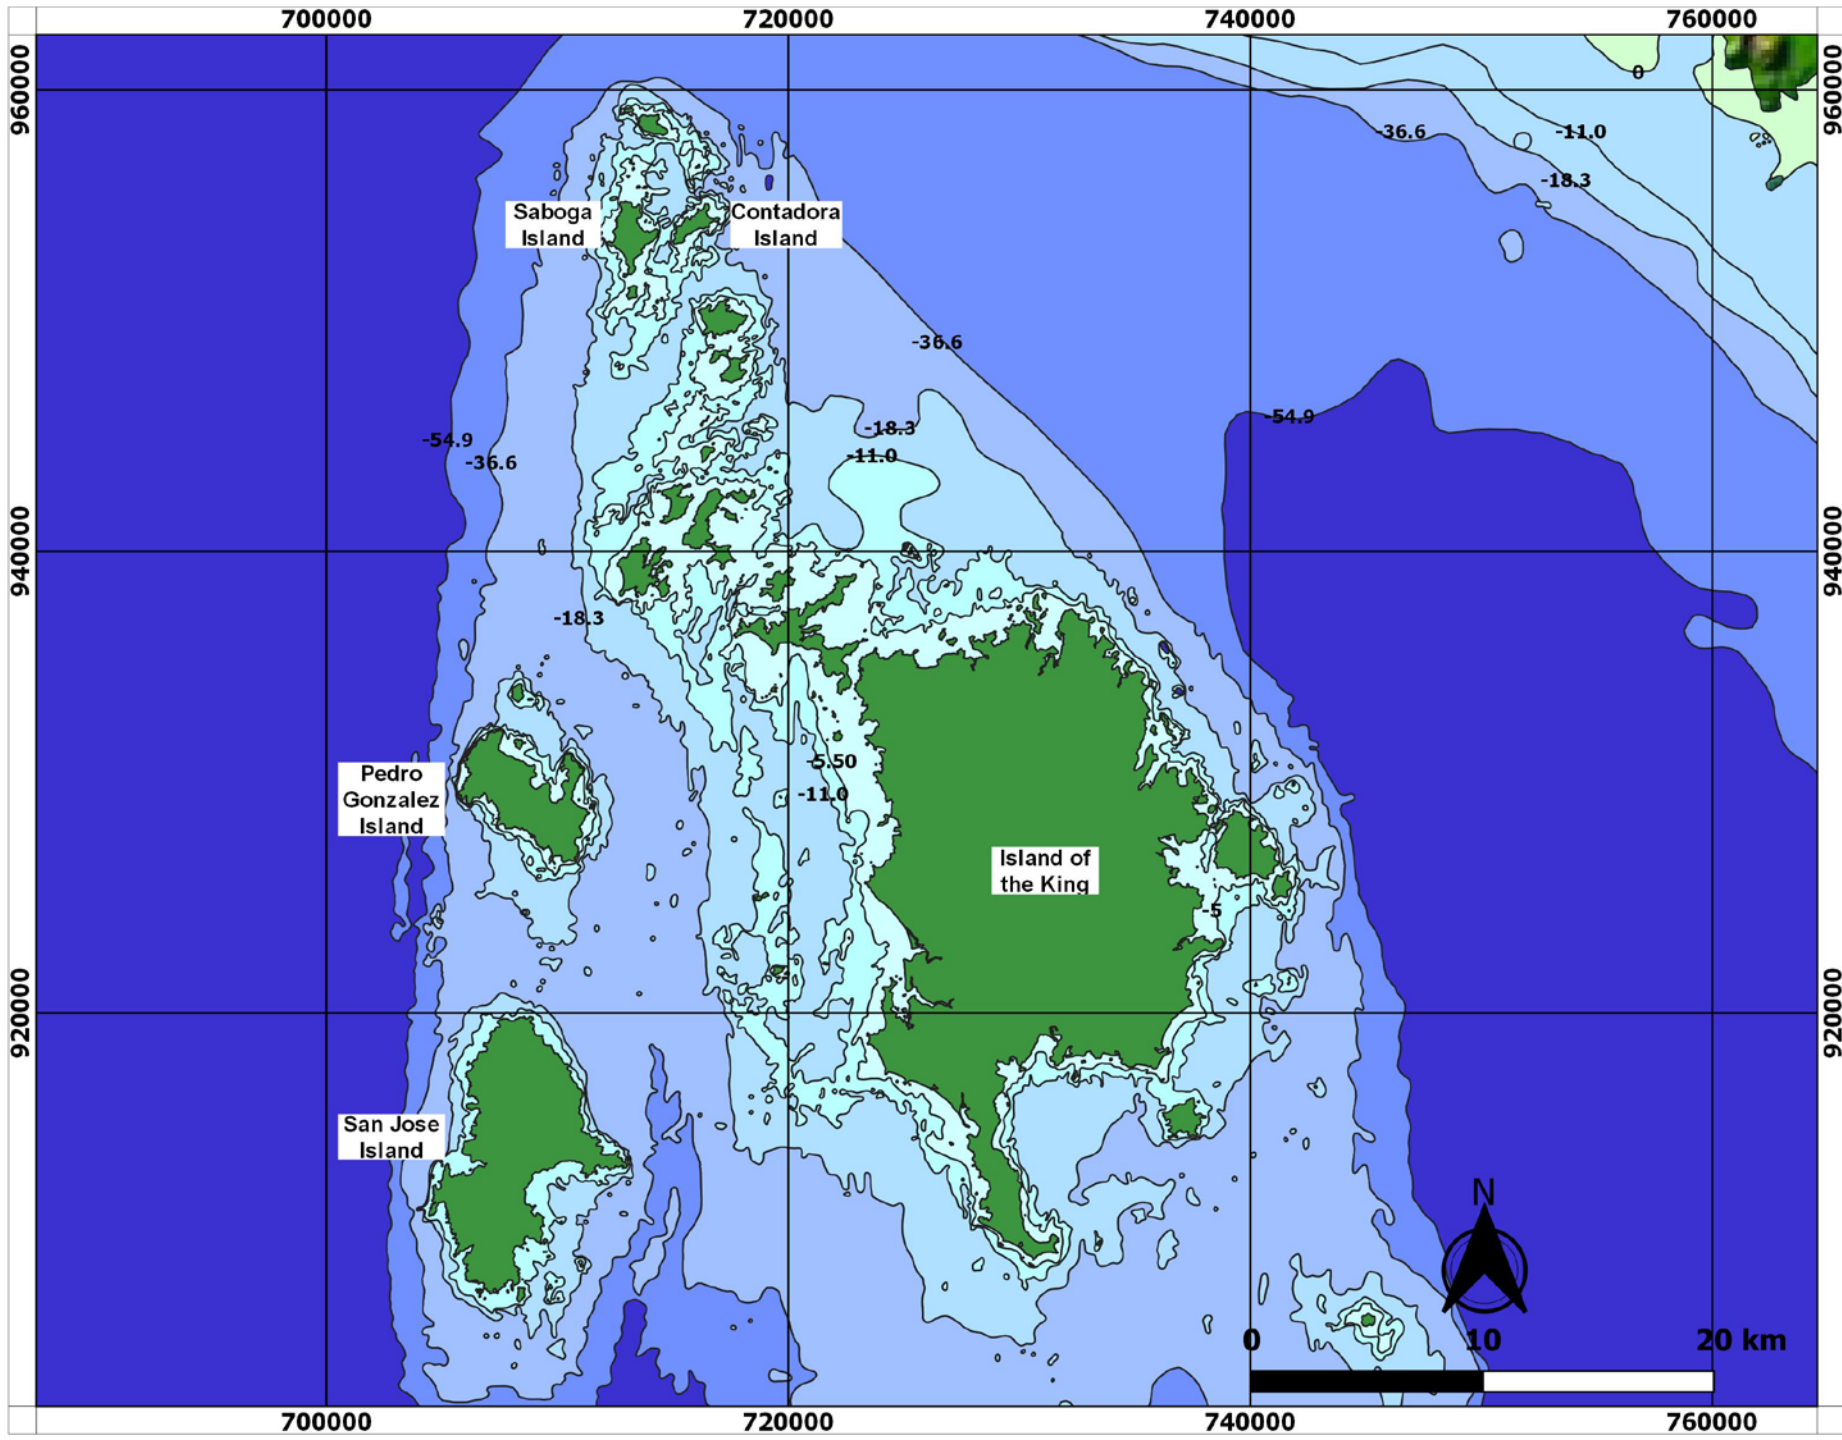 700000
720000
740000
760000
960000
960000
0
-36.6
-11.0
-18.3
Saboga
Island
Contadora
Island
-36.6
-54.9
-18.3
-54.9
-11.0
-36.6
940000
940000
-18.3
-5.50
Pedro
Gonzalez
Island
-11.0
Island of
the King
-5
920000
920000
San Jose
Island
N
0
10
20 km
700000
720000
740000
760000